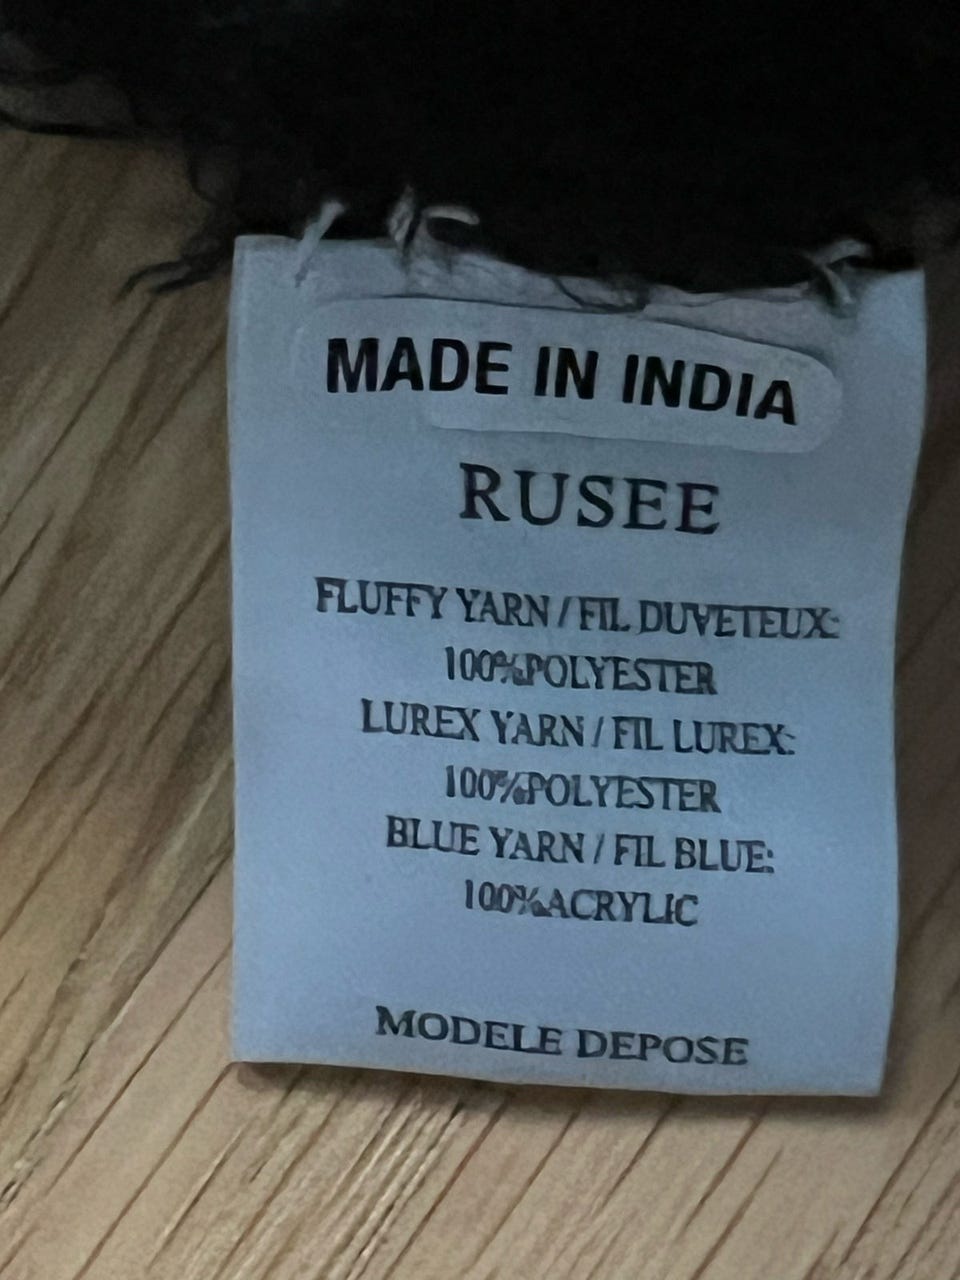 MADE IN INDIA
RUSEE
FLUFFY YARN / FIL DUVETEUX:
100%POLYESTER
LUREX YARN / FIL LUREX:
100%POLYESTER
BLUE YARN / FIL BLUE:
100%ACRYLIC
MODELE DEPOSE